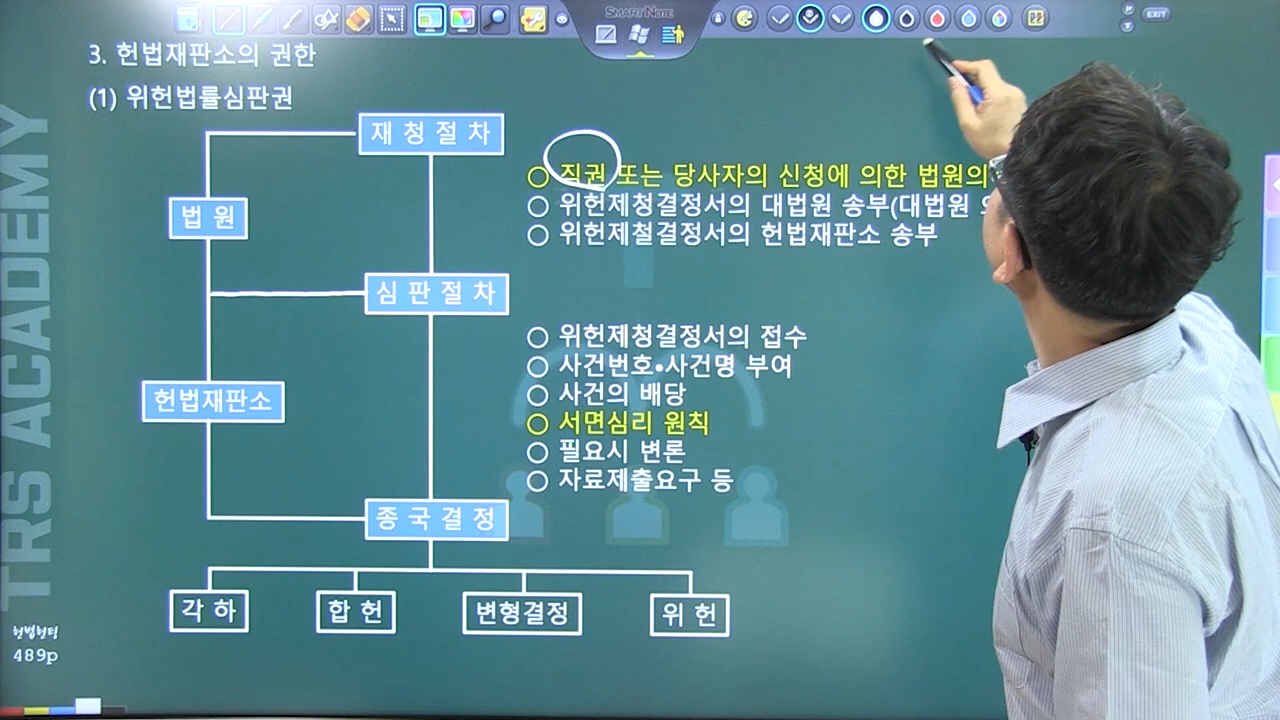 SMART NOTE
EXIT
3. 헌법재판소의 권한
(1) 위헌법률심판권
재 청 절 차
○ 직권 또는 당사자의 신청에 의한 법원의
○ 위헌제청결정서의 대법원 송부(대법원
○ 위헌제철결정서의 헌법재판소 송부
법 원
심 판 절 차
○ 위헌제청결정서의 접수
○ 사건번호•사건명 부여
○ 사건의 배당
○ 서면심리 원칙
○ 필요시 변론
○ 자료제출요구 등
헌법재판소
종 국 결 정
각 하
합 헌
변형결정
위 헌
TRS ACADEMY
489p